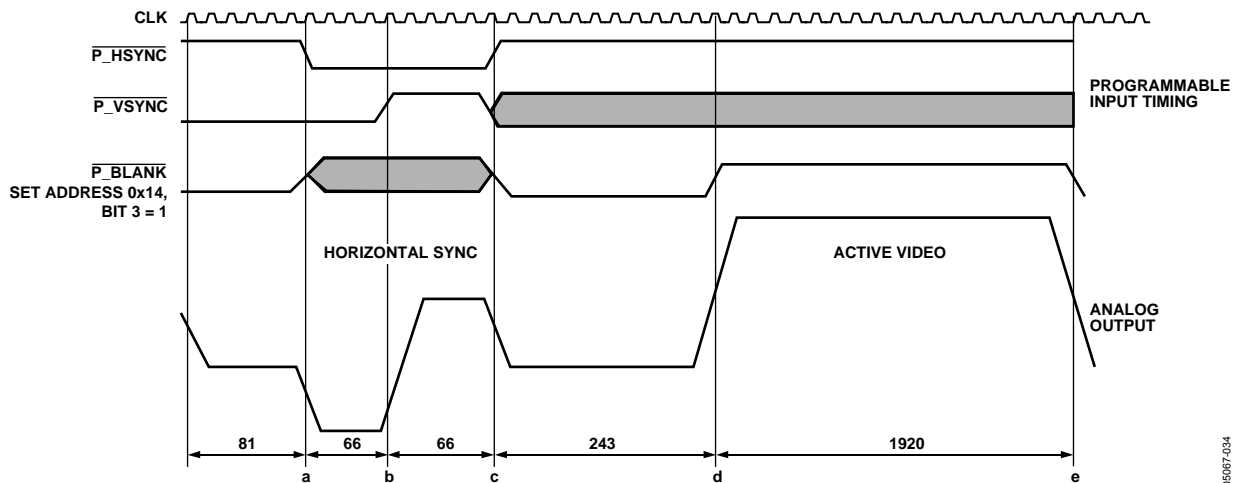 CLK
P_HSYNC
P_VSYNC
PROGRAMMABLE
INPUT TIMING
P_BLANK
SET ADDRESS 0x14,
BIT 3 = 1
HORIZONTAL SYNC
ACTIVE VIDEO
ANALOG
OUTPUT
81 66 66 243 1920
a b c d e
05067-034